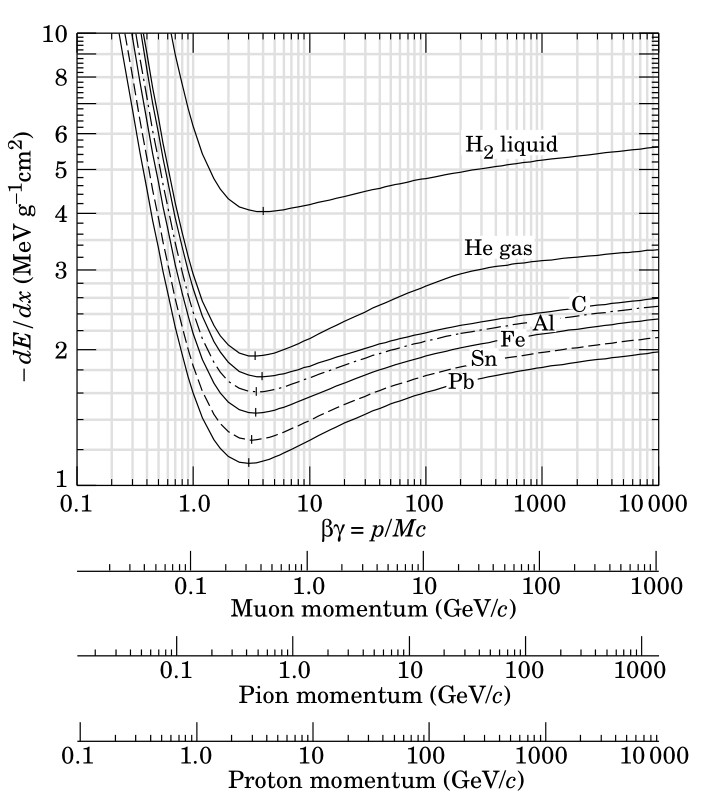 10
8
6
5
4
3
2
1
−dE/dx (MeV g⁻¹cm²)
H₂ liquid
He gas
C
Al
Fe
Sn
Pb
0.1 1.0 10 100 1000 10 000
βγ = p/Mc
0.1 1.0 10 100 1000
Muon momentum (GeV/c)
0.1 1.0 10 100 1000
Pion momentum (GeV/c)
0.1 1.0 10 100 1000 10 000
Proton momentum (GeV/c)